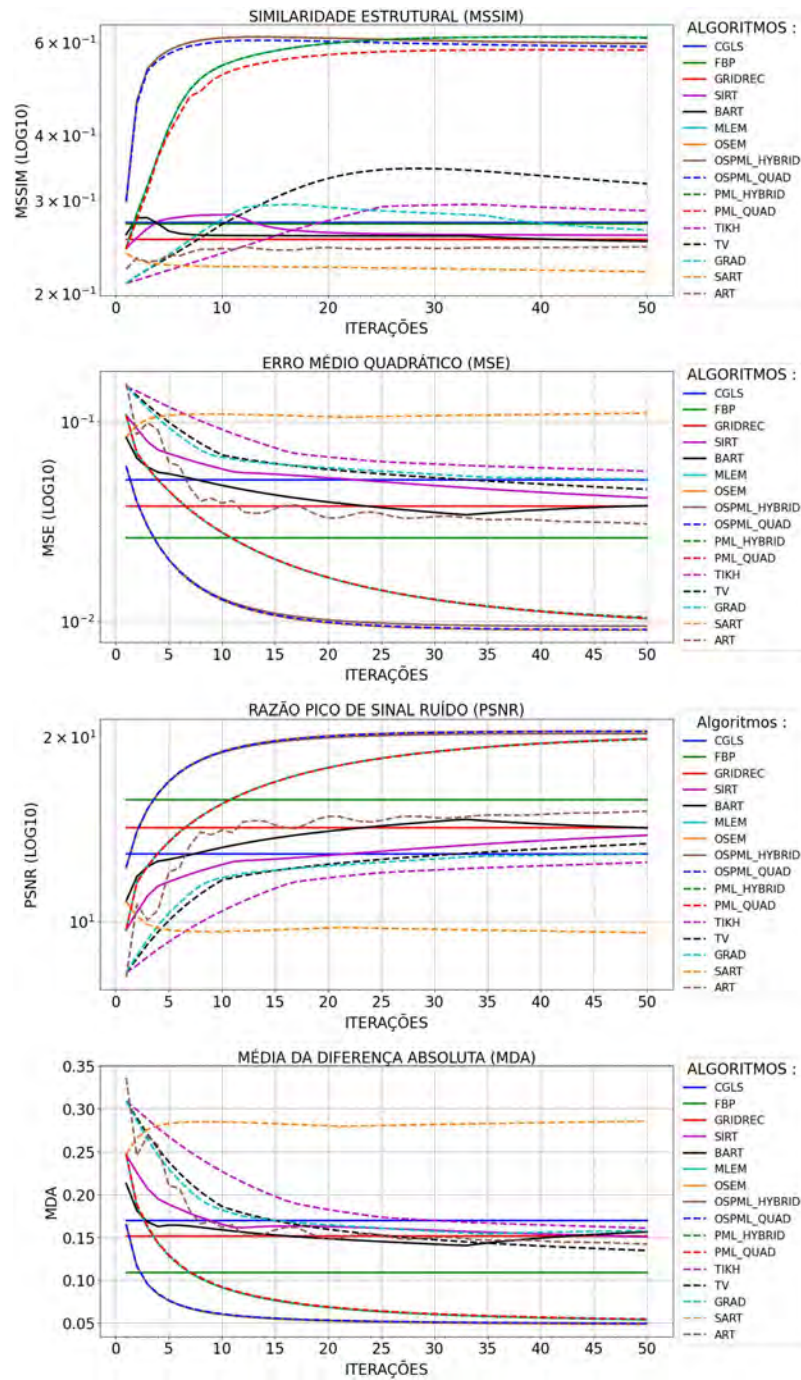 SIMILARIDADE ESTRUTURAL (MSSIM)
MSSIM (LOG10)
6 × 10⁻¹
4 × 10⁻¹
3 × 10⁻¹
2 × 10⁻¹
0 5 10 15 20 25 30 35 40 45 50
ITERAÇÕES
ALGORITMOS :
CGLS
FBP
GRIDREC
SIRT
BART
MLEM
OSEM
OSPML_HYBRID
OSPML_QUAD
PML_HYBRID
PML_QUAD
TIKH
TV
GRAD
SART
ART
ERRO MÉDIO QUADRÁTICO (MSE)
MSE (LOG10)
10⁻¹
10⁻²
0 5 10 15 20 25 30 35 40 45 50
ITERAÇÕES
ALGORITMOS :
CGLS
FBP
GRIDREC
SIRT
BART
MLEM
OSEM
OSPML_HYBRID
OSPML_QUAD
PML_HYBRID
PML_QUAD
TIKH
TV
GRAD
SART
ART
RAZÃO PICO DE SINAL RUÍDO (PSNR)
PSNR (LOG10)
2 × 10¹
10¹
0 5 10 15 20 25 30 35 40 45 50
ITERAÇÕES
Algoritmos :
CGLS
FBP
GRIDREC
SIRT
BART
MLEM
OSEM
OSPML_HYBRID
OSPML_QUAD
PML_HYBRID
PML_QUAD
TIKH
TV
GRAD
SART
ART
MÉDIA DA DIFERENÇA ABSOLUTA (MDA)
MDA
0.35
0.30
0.25
0.20
0.15
0.10
0.05
0 5 10 15 20 25 30 35 40 45 50
ITERAÇÕES
ALGORITMOS :
CGLS
FBP
GRIDREC
SIRT
BART
MLEM
OSEM
OSPML_HYBRID
OSPML_QUAD
PML_HYBRID
PML_QUAD
TIKH
TV
GRAD
SART
ART